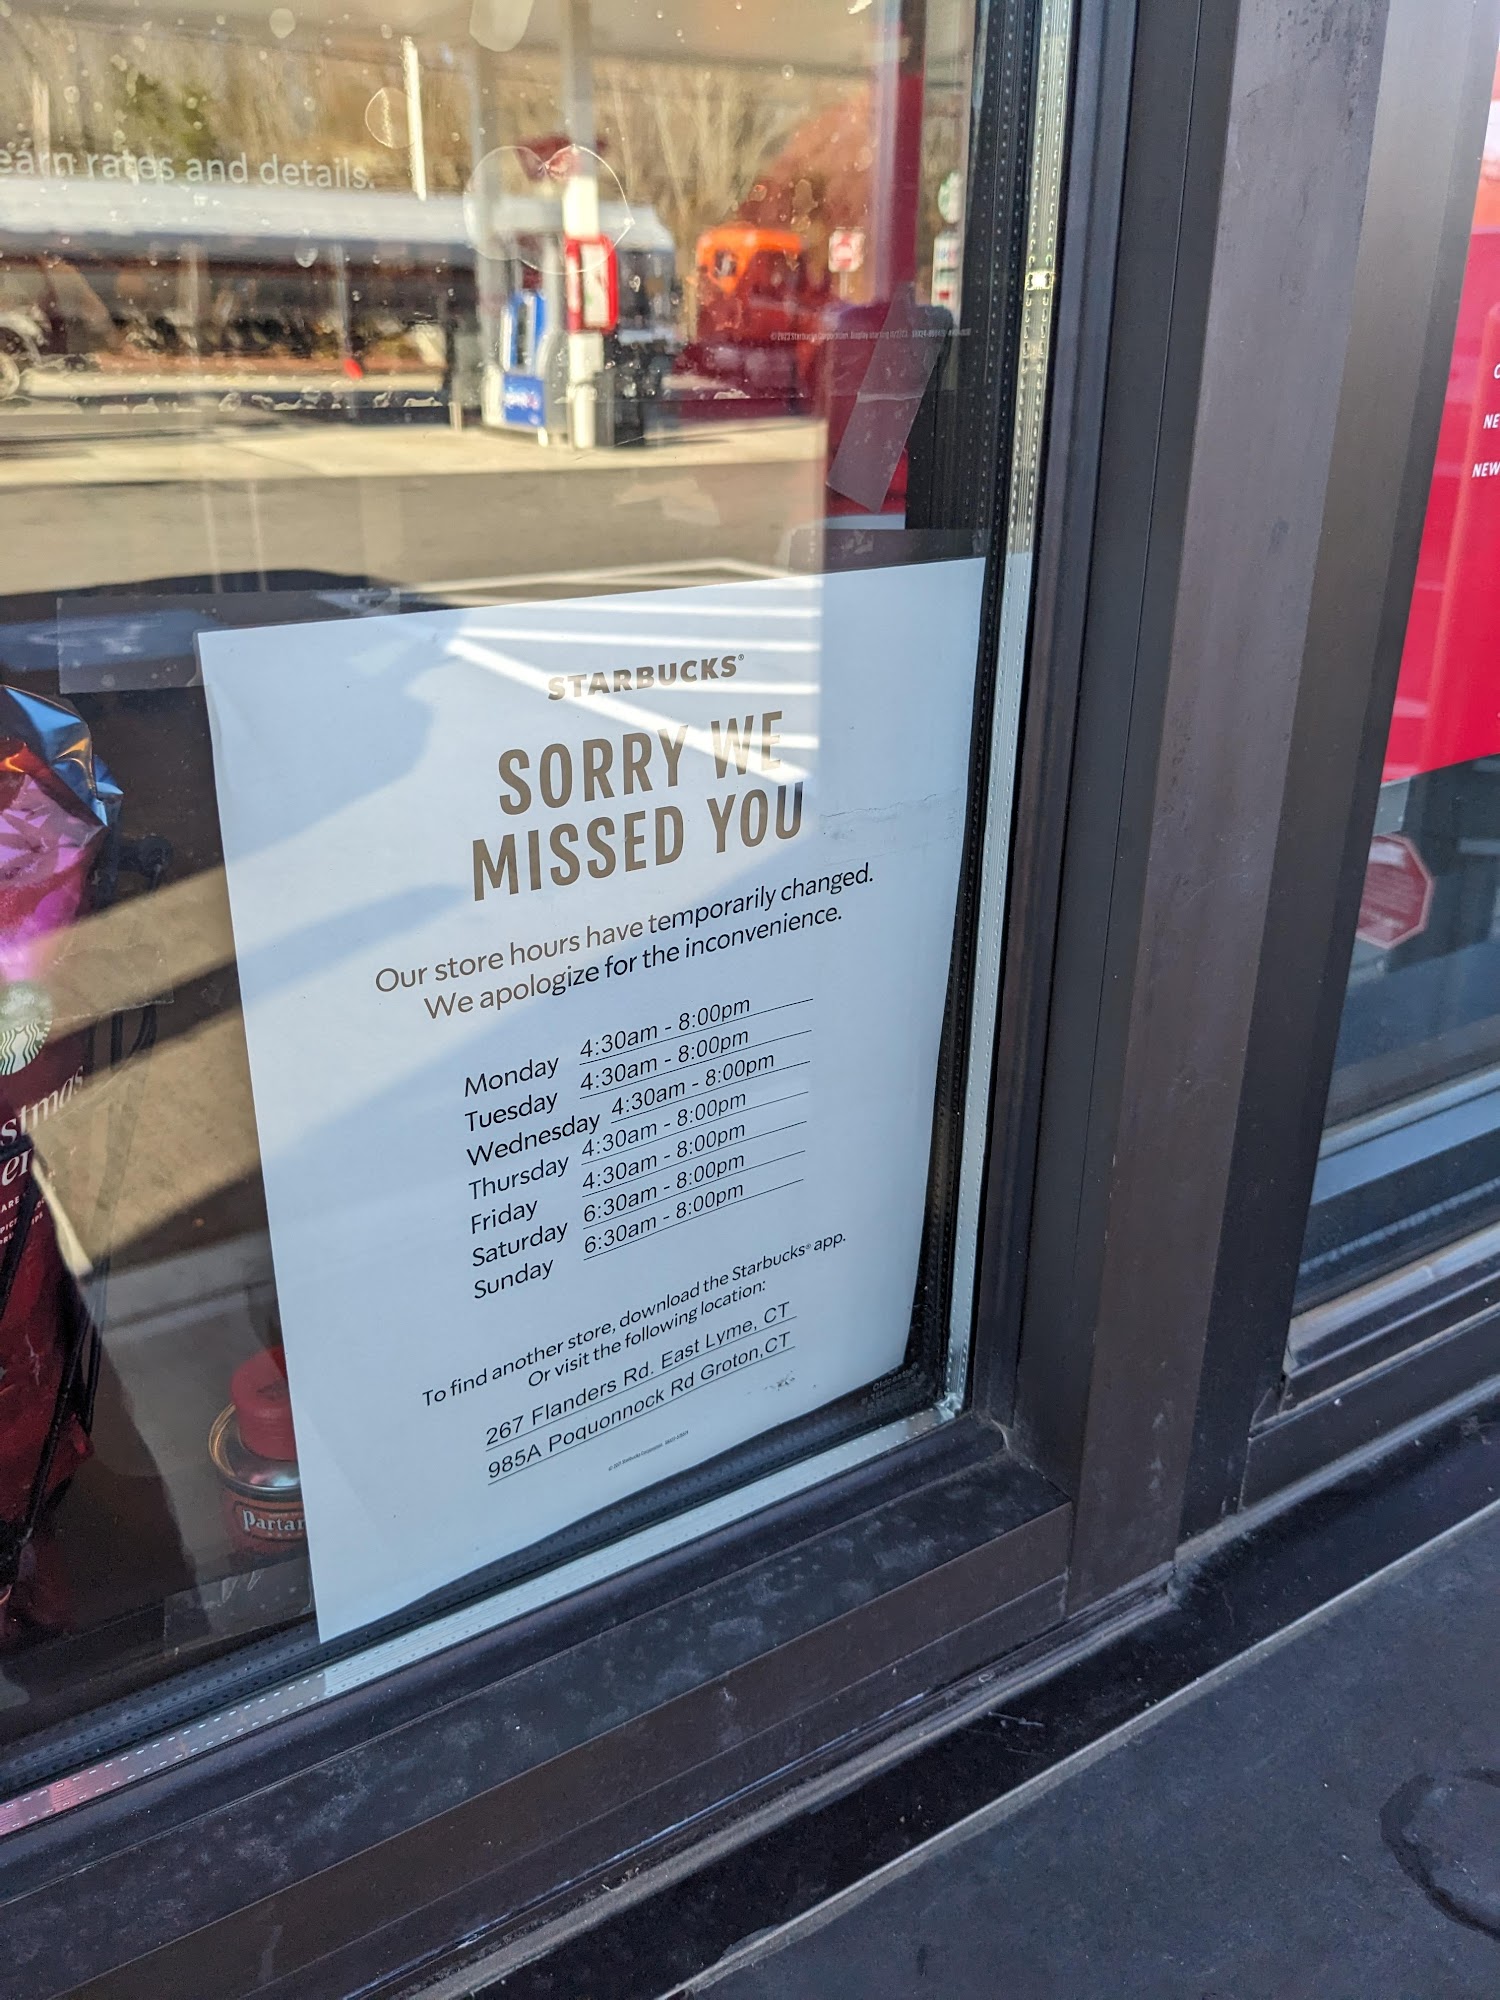 earn rates and details.
STARBUCKS®
SORRY WE
MISSED YOU
Our store hours have temporarily changed.
We apologize for the inconvenience.
Monday 4:30am - 8:00pm
Tuesday 4:30am - 8:00pm
Wednesday 4:30am - 8:00pm
Thursday 4:30am - 8:00pm
Friday 4:30am - 8:00pm
Saturday 6:30am - 8:00pm
Sunday 6:30am - 8:00pm
To find another store, download the Starbucks® app.
Or visit the following location:
267 Flanders Rd. East Lyme, CT
985A Poquonnock Rd Groton,CT
stmas
Partan
NE
NEW